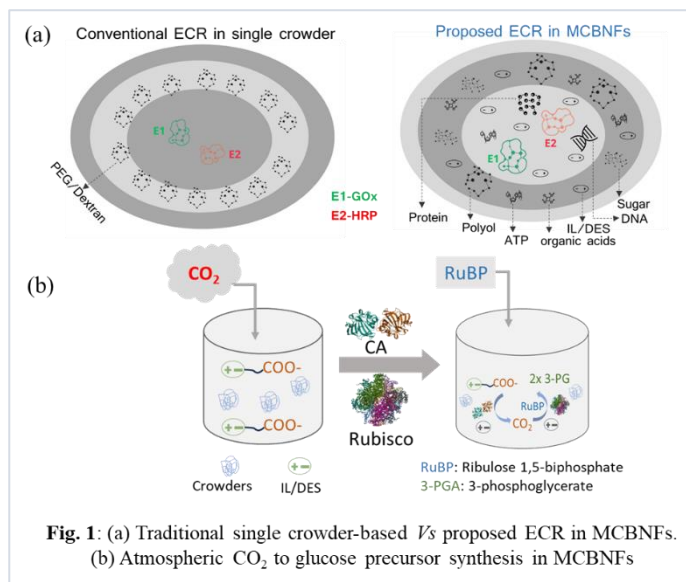 (a)
Conventional ECR in single crowder
Proposed ECR in MCBNFs
E1
E2
PEG/Dextran
E1-GOx
E2-HRP
E2
E1
Protein
Polyol
ATP
organic acids
IL/DES
DNA
Sugar
(b)
CO2
RuBP
+ - COO-
+ - COO-
CA
Rubisco
+ - COO-
2x 3-PG
RuBP
CO2
+ -
+ -
+ -
Crowders
IL/DES
RuBP: Ribulose 1,5-biphosphate
3-PGA: 3-phosphoglycerate
Fig. 1: (a) Traditional single crowder-based Vs proposed ECR in MCBNFs.
(b) Atmospheric CO2 to glucose precursor synthesis in MCBNFs